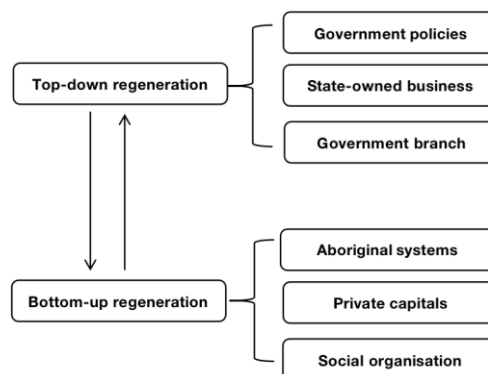 Government policies
Top-down regeneration
State-owned business
Government branch
Aboriginal systems
Bottom-up regeneration
Private capitals
Social organisation